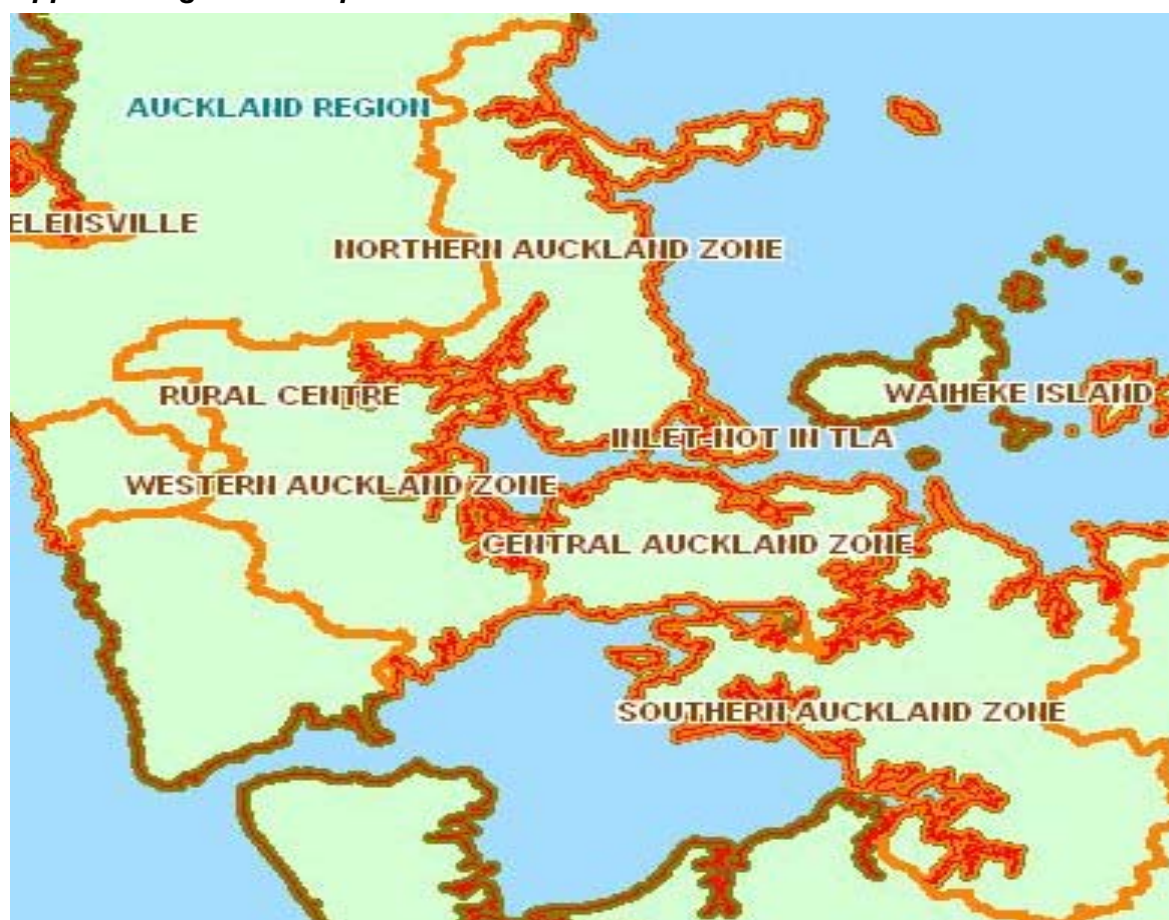 AUCKLAND REGION
ELENSVILLE
NORTHERN AUCKLAND ZONE
RURAL CENTRE
WAIHEKE ISLAND
INLET-NOT IN TLA
WESTERN AUCKLAND ZONE
CENTRAL AUCKLAND ZONE
SOUTHERN AUCKLAND ZONE